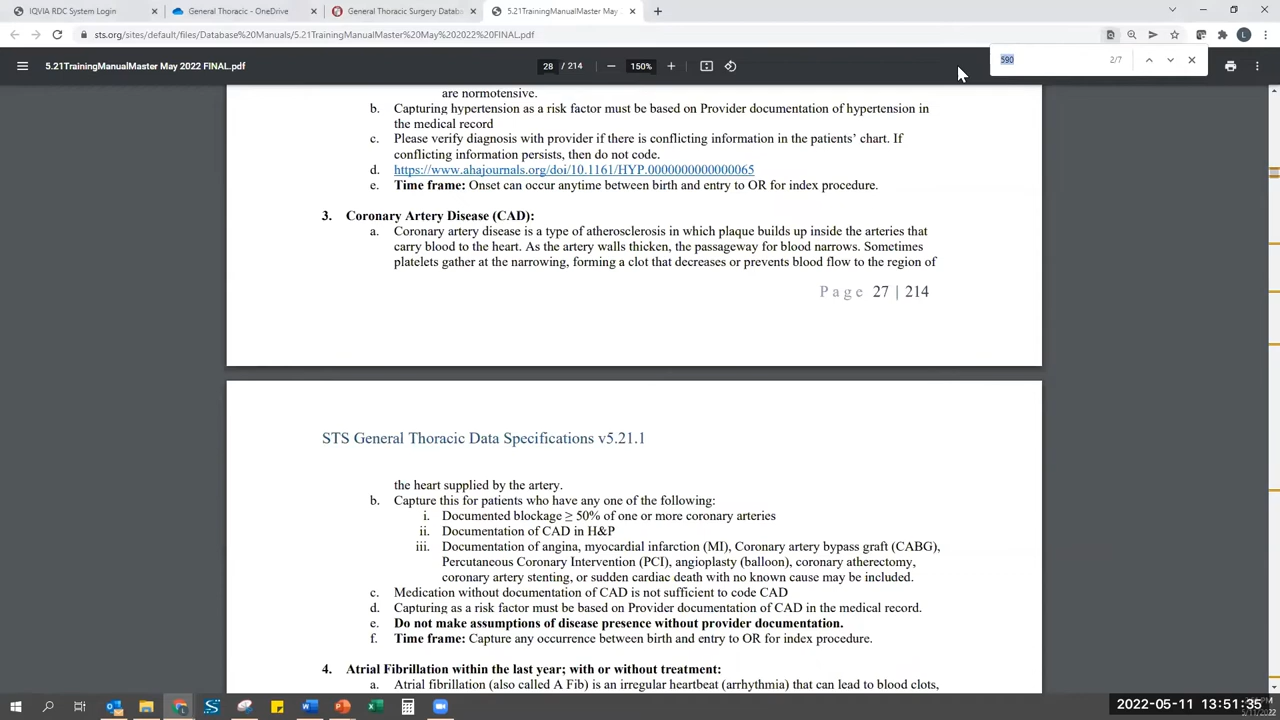 IQVIA RDC System Login
General Thoracic - OneDrive
General Thoracic Surgery Datab
5.21TrainingManualMaster May
sts.org/sites/default/files/Database%20Manuals/5.21TrainingManualMaster%20May%202022%20FINAL.pdf
L
5.21TrainingManualMaster May 2022 FINAL.pdf
28 / 214
150%
590
2/7
are normotensive.
b. Capturing hypertension as a risk factor must be based on Provider documentation of hypertension in
the medical record
c. Please verify diagnosis with provider if there is conflicting information in the patients’ chart. If
conflicting information persists, then do not code.
d. https://www.ahajournals.org/doi/10.1161/HYP.0000000000000065
e. Time frame: Onset can occur anytime between birth and entry to OR for index procedure.
3. Coronary Artery Disease (CAD):
a. Coronary artery disease is a type of atherosclerosis in which plaque builds up inside the arteries that
carry blood to the heart. As the artery walls thicken, the passageway for blood narrows. Sometimes
platelets gather at the narrowing, forming a clot that decreases or prevents blood flow to the region of
Page 27 | 214
STS General Thoracic Data Specifications v5.21.1
the heart supplied by the artery.
b. Capture this for patients who have any one of the following:
i. Documented blockage ≥ 50% of one or more coronary arteries
ii. Documentation of CAD in H&P
iii. Documentation of angina, myocardial infarction (MI), Coronary artery bypass graft (CABG),
Percutaneous Coronary Intervention (PCI), angioplasty (balloon), coronary atherectomy,
coronary artery stenting, or sudden cardiac death with no known cause may be included.
c. Medication without documentation of CAD is not sufficient to code CAD
d. Capturing as a risk factor must be based on Provider documentation of CAD in the medical record.
e. Do not make assumptions of disease presence without provider documentation.
f. Time frame: Capture any occurrence between birth and entry to OR for index procedure.
4. Atrial Fibrillation within the last year; with or without treatment:
a. Atrial fibrillation (also called A Fib) is an irregular heartbeat (arrhythmia) that can lead to blood clots,
2022-05-11 13:51:35